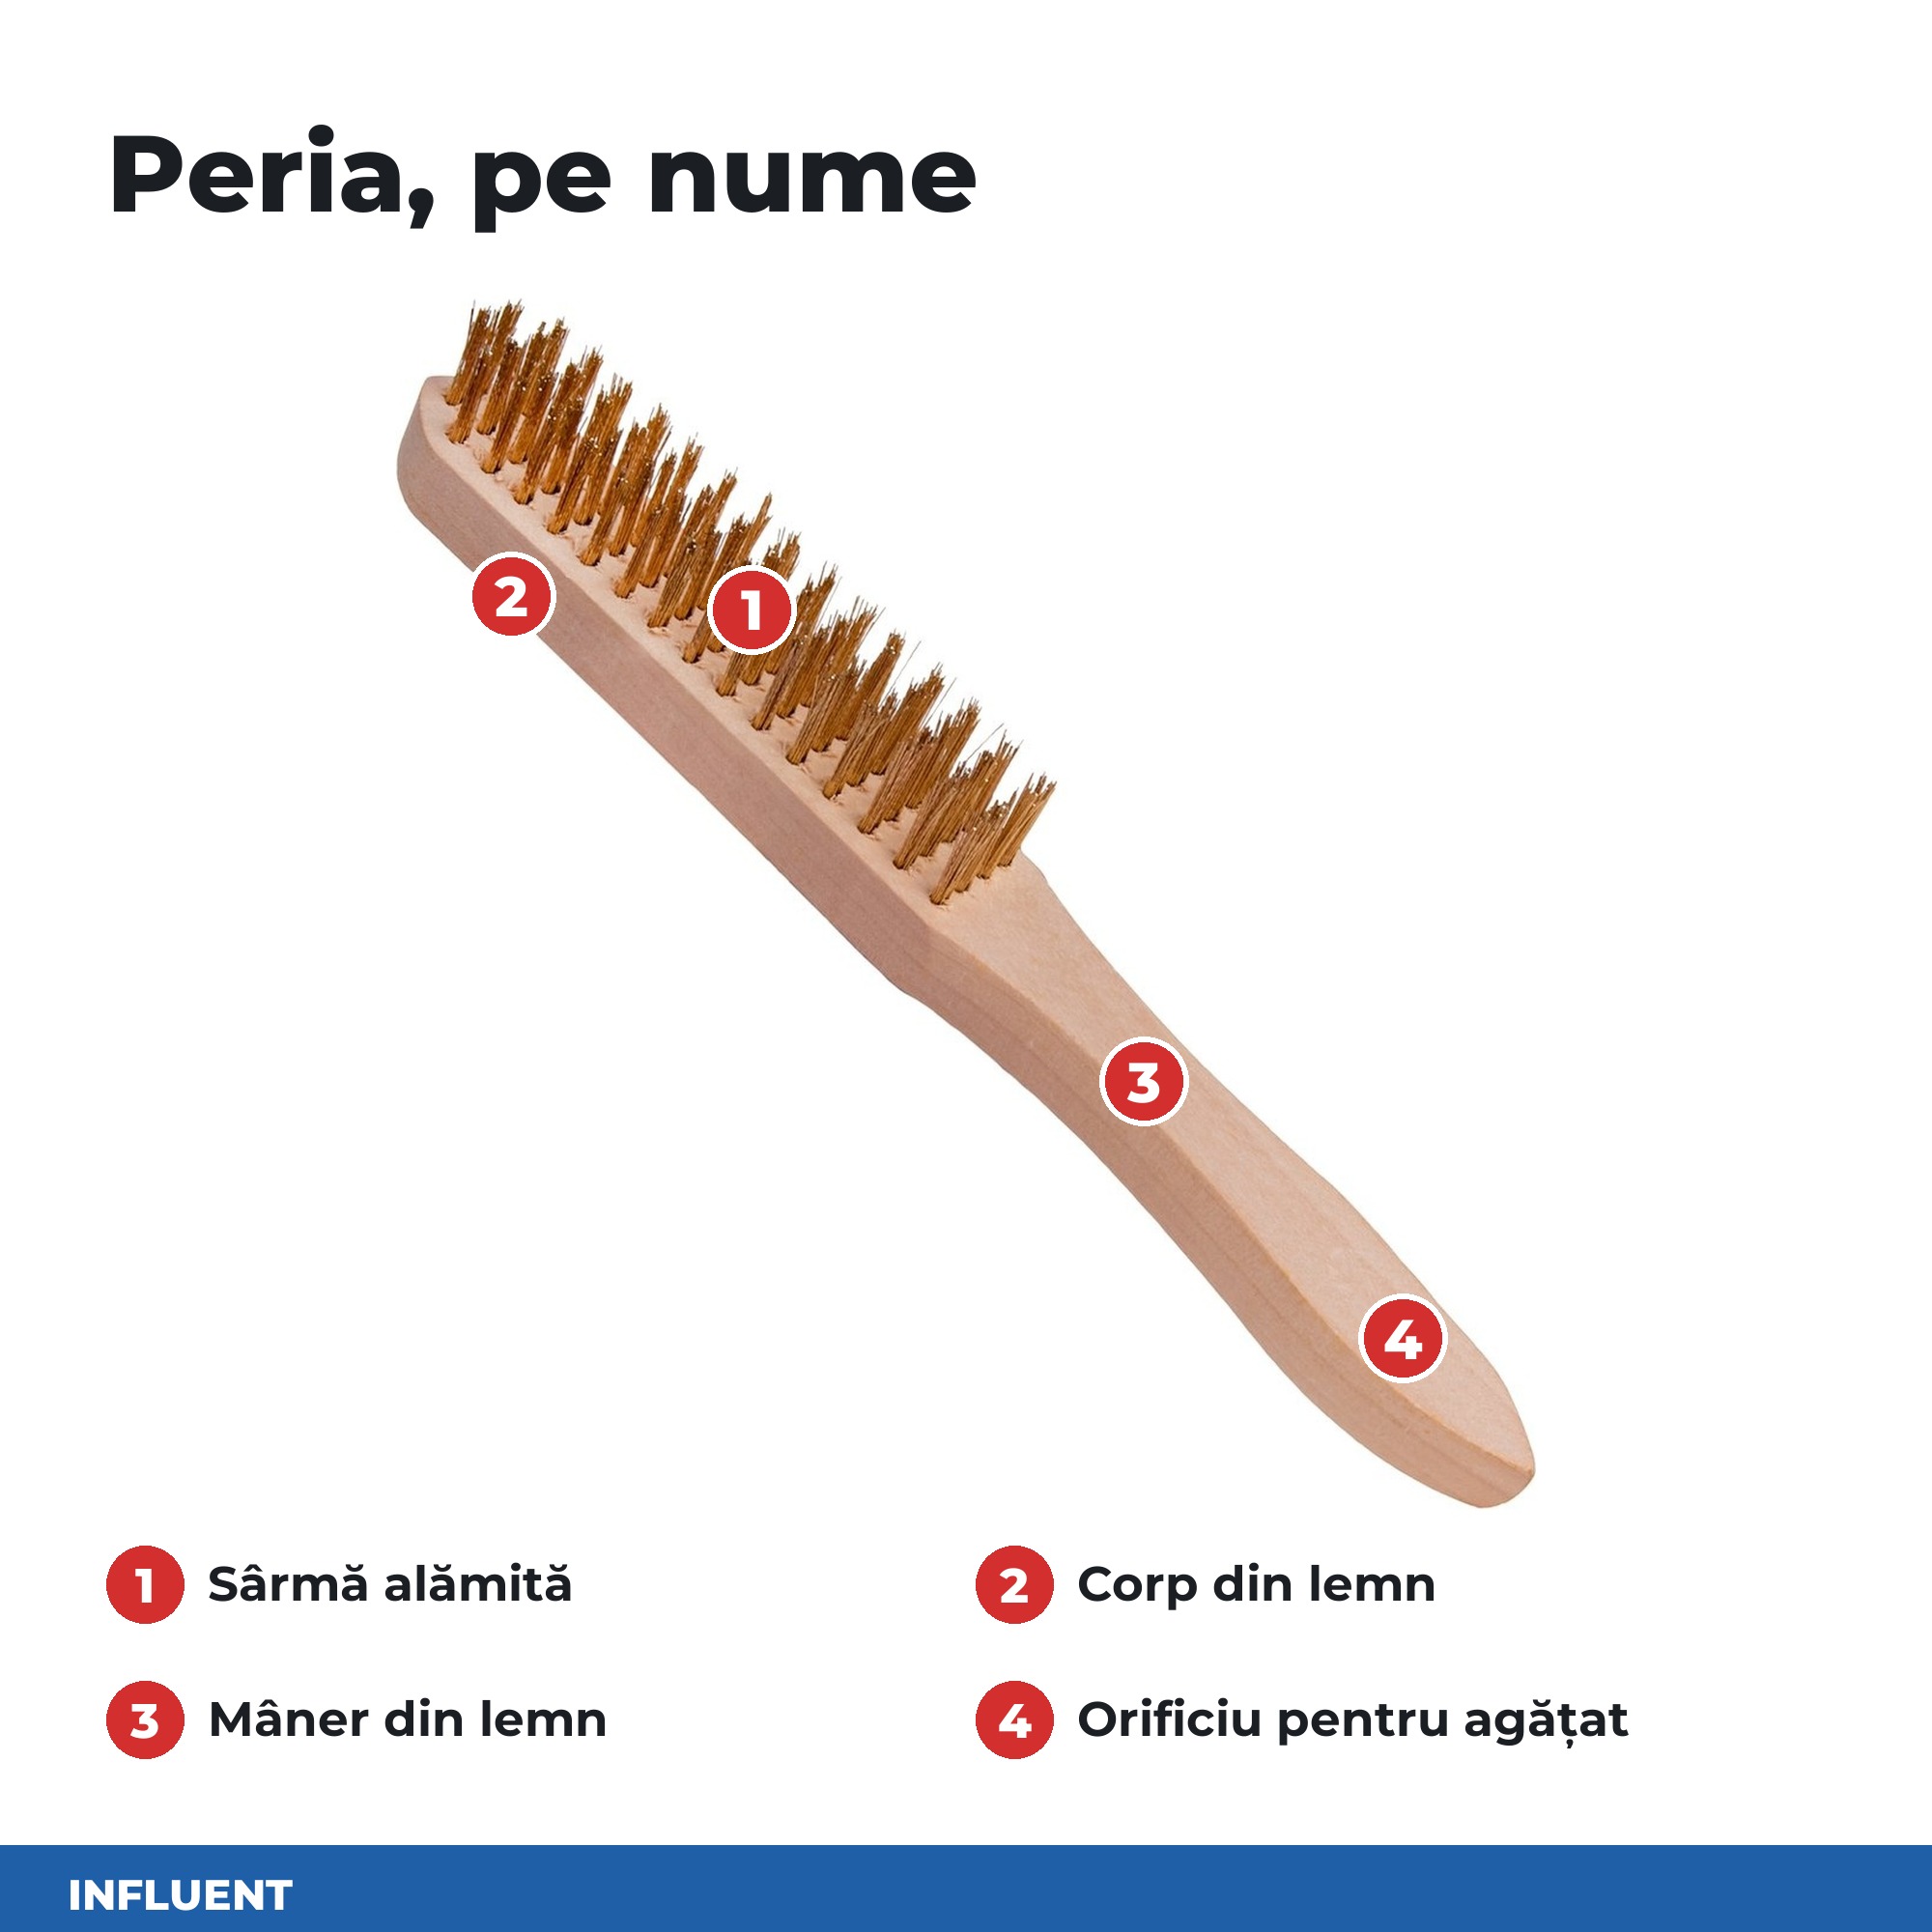 Peria, pe nume
2
1
3
4
1 Sârmă alămită
2 Corp din lemn
3 Mâner din lemn
4 Orificiu pentru agățat
INFLUENT